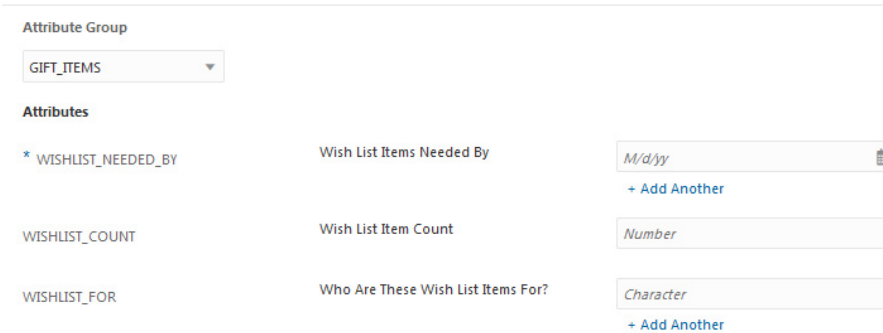 Attribute Group
GIFT_ITEMS
Attributes
* WISHLIST_NEEDED_BY Wish List Items Needed By M/d/yy
+ Add Another
WISHLIST_COUNT Wish List Item Count Number
WISHLIST_FOR Who Are These Wish List Items For? Character
+ Add Another